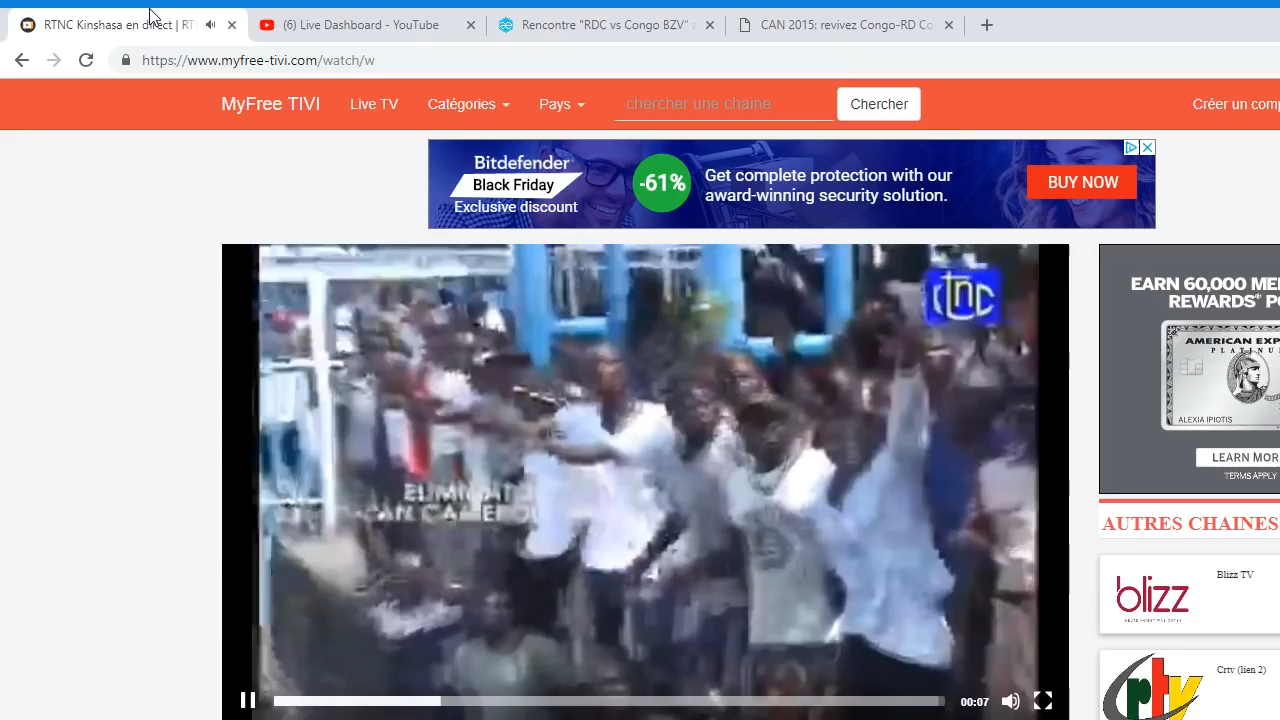 RTNC Kinshasa en direct | RT
(6) Live Dashboard - YouTube
Rencontre "RDC vs Congo BZV" a
CAN 2015: revivez Congo-RD Co
https://www.myfree-tivi.com/watch/w
MyFree TIVI
Live TV
Catégories
Pays
chercher une chaine
Chercher
Créer un comp
Bitdefender
Black Friday
Exclusive discount
-61%
Get complete protection with our
award-winning security solution.
BUY NOW
EARN 60,000 ME
REWARDS® PO
AMERICAN EXP
PLATINU
ALEXIA IPIOTIS
LEARN MOR
TERMS APPLY
AUTRES CHAINES
Blizz TV
blizz
Crtv (lien 2)
crtv
00:07